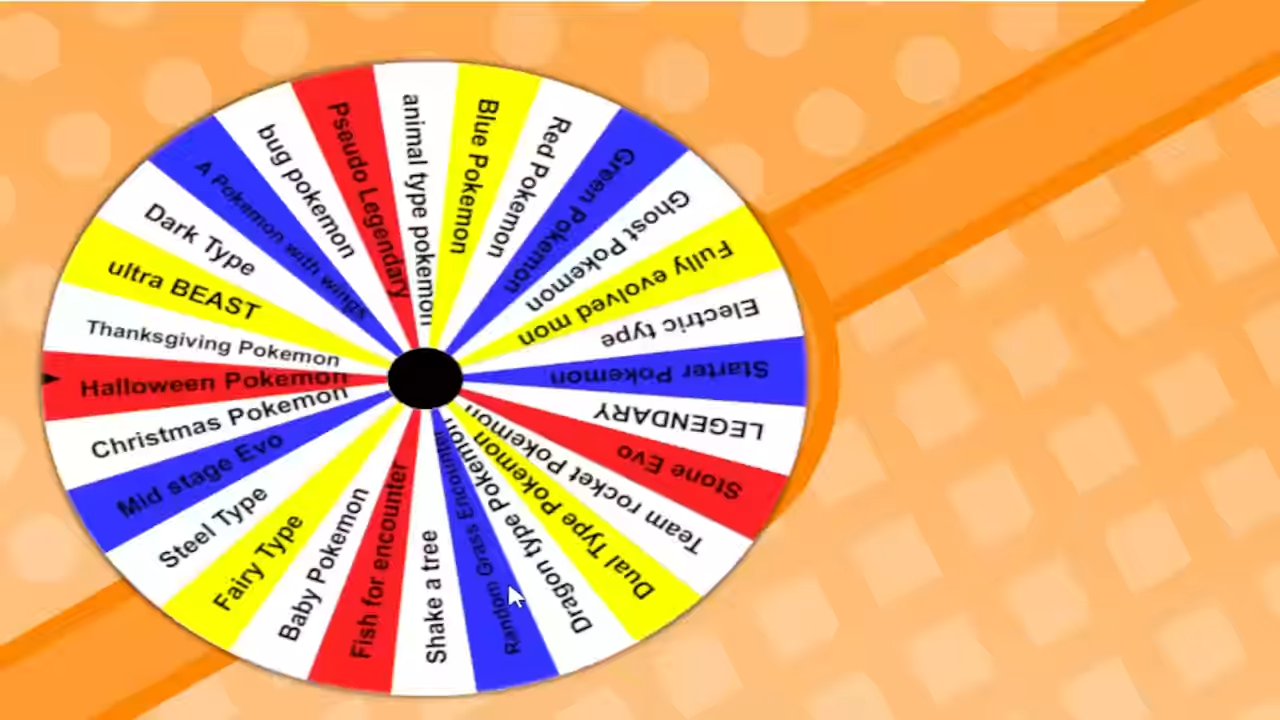 animal type pokemon
Blue Pokemon
Red Pokemon
Green Pokemon
Ghost Pokemon
Fully evolved mon
Electric type
Starter Pokemon
LEGENDARY
Stone Evo
Team rocket Pokemon
Dual Type Pokemon
Dragon type Pokemon
Random Grass Encounter
Shake a tree
Fish for encounter
Baby Pokemon
Fairy Type
Steel Type
Mid stage Evo
Christmas Pokemon
Halloween Pokemon
Thanksgiving Pokemon
ultra BEAST
Dark Type
A Pokemon with wings
bug pokemon
Pseudo Legendary